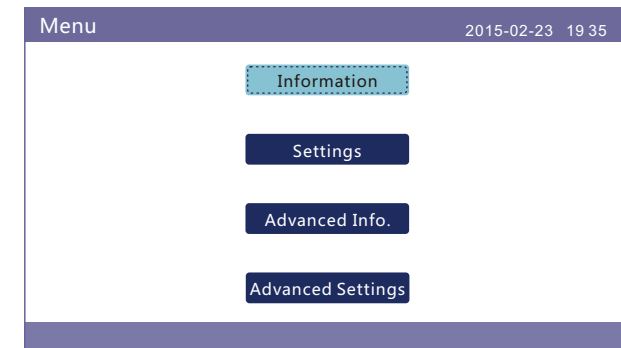 Menu
2015-02-23 19 35
Information
Settings
Advanced Info.
Advanced Settings